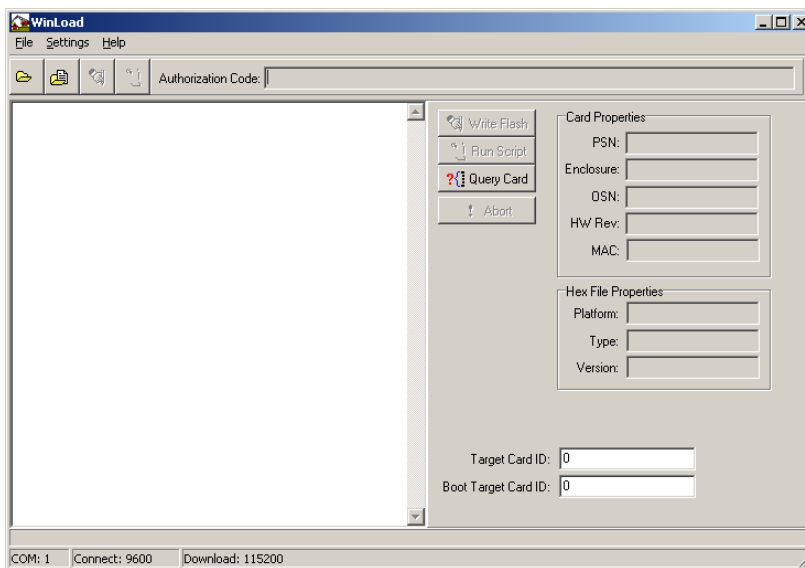 WinLoad
File Settings Help
Authorization Code:
Write Flash
Run Script
?{} Query Card
! Abort
Card Properties
PSN:
Enclosure:
OSN:
HW Rev:
MAC:
Hex File Properties
Platform:
Type:
Version:
Target Card ID: 0
Boot Target Card ID: 0
COM: 1 Connect: 9600 Download: 115200